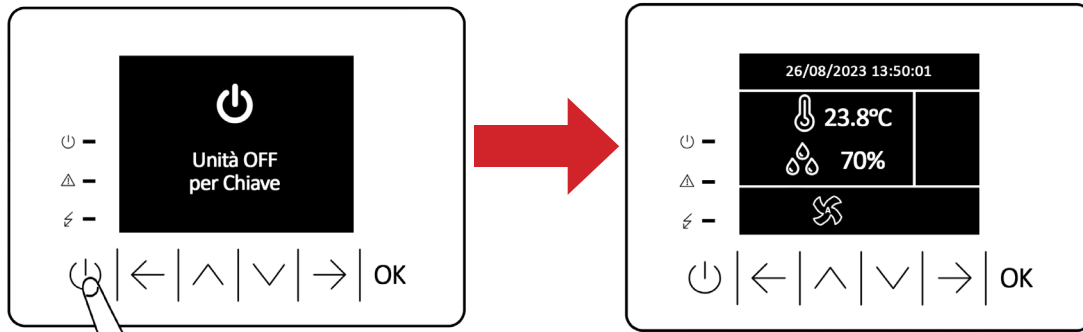 Unità OFF
per Chiave
OK
26/08/2023 13:50:01
23.8°C
70%
A
OK